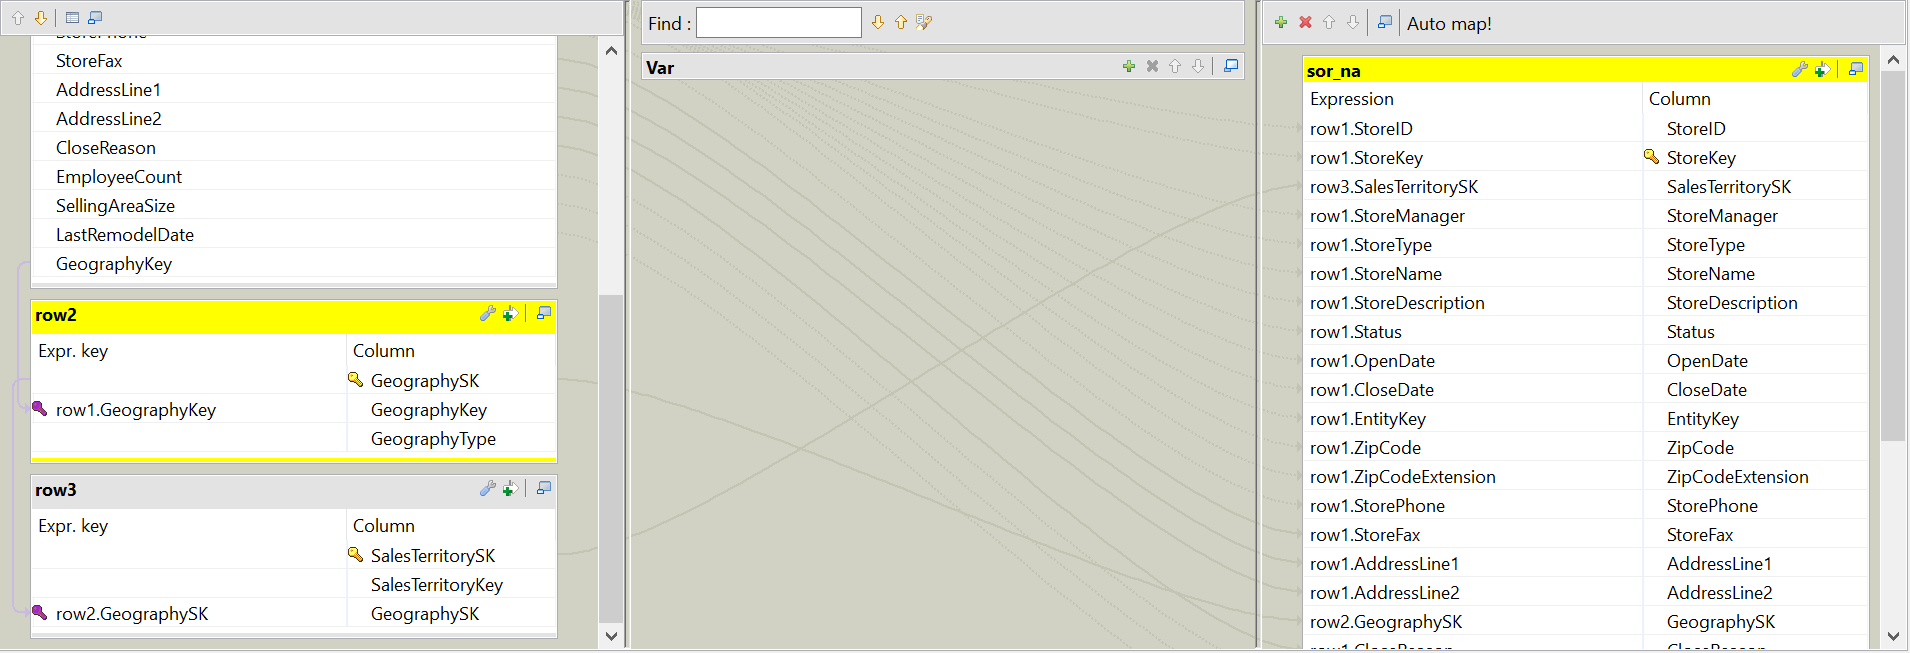 StorePhone
StoreFax
AddressLine1
AddressLine2
CloseReason
EmployeeCount
SellingAreaSize
LastRemodelDate
GeographyKey
row2
Expr. key Column
GeographySK
row1.GeographyKey GeographyKey
GeographyType
row3
Expr. key Column
SalesTerritorySK
SalesTerritoryKey
row2.GeographySK GeographySK
Find :
Var
Auto map!
sor_na
Expression Column
row1.StoreID StoreID
row1.StoreKey StoreKey
row3.SalesTerritorySK SalesTerritorySK
row1.StoreManager StoreManager
row1.StoreType StoreType
row1.StoreName StoreName
row1.StoreDescription StoreDescription
row1.Status Status
row1.OpenDate OpenDate
row1.CloseDate CloseDate
row1.EntityKey EntityKey
row1.ZipCode ZipCode
row1.ZipCodeExtension ZipCodeExtension
row1.StorePhone StorePhone
row1.StoreFax StoreFax
row1.AddressLine1 AddressLine1
row1.AddressLine2 AddressLine2
row2.GeographySK GeographySK
row1.CloseReason CloseReason